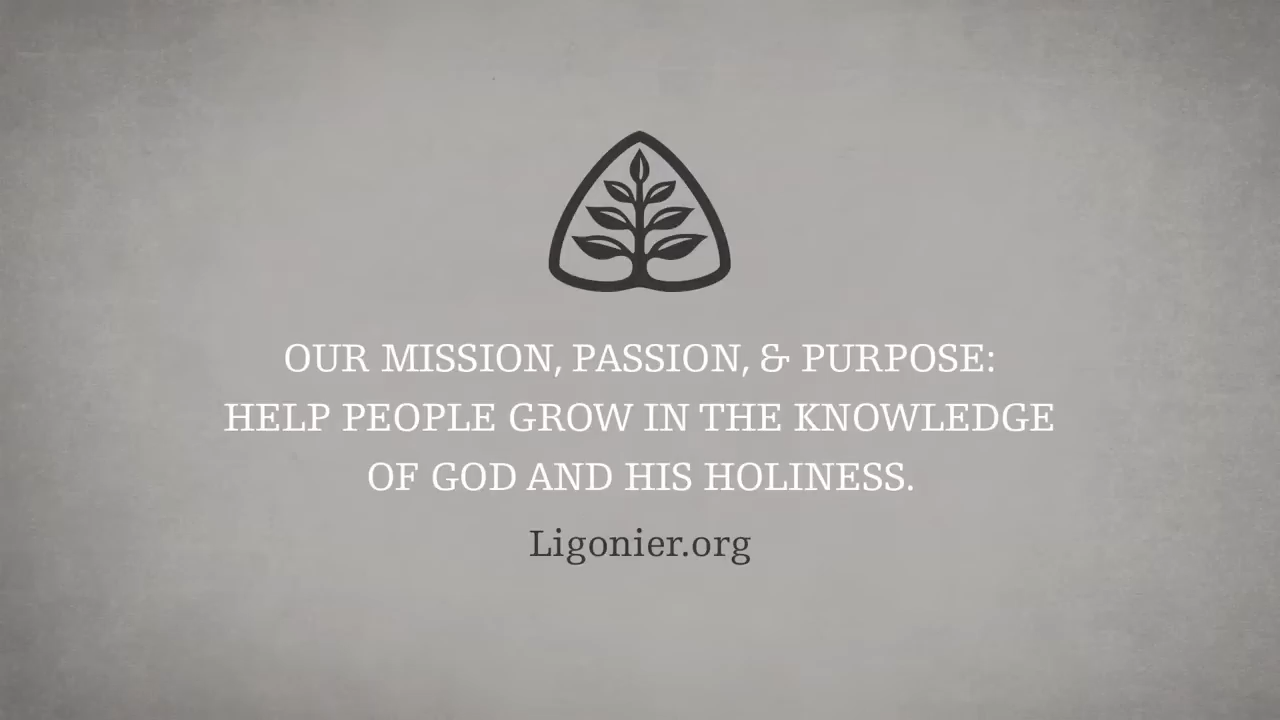 OUR MISSION, PASSION, & PURPOSE:
HELP PEOPLE GROW IN THE KNOWLEDGE
OF GOD AND HIS HOLINESS.
Ligonier.org